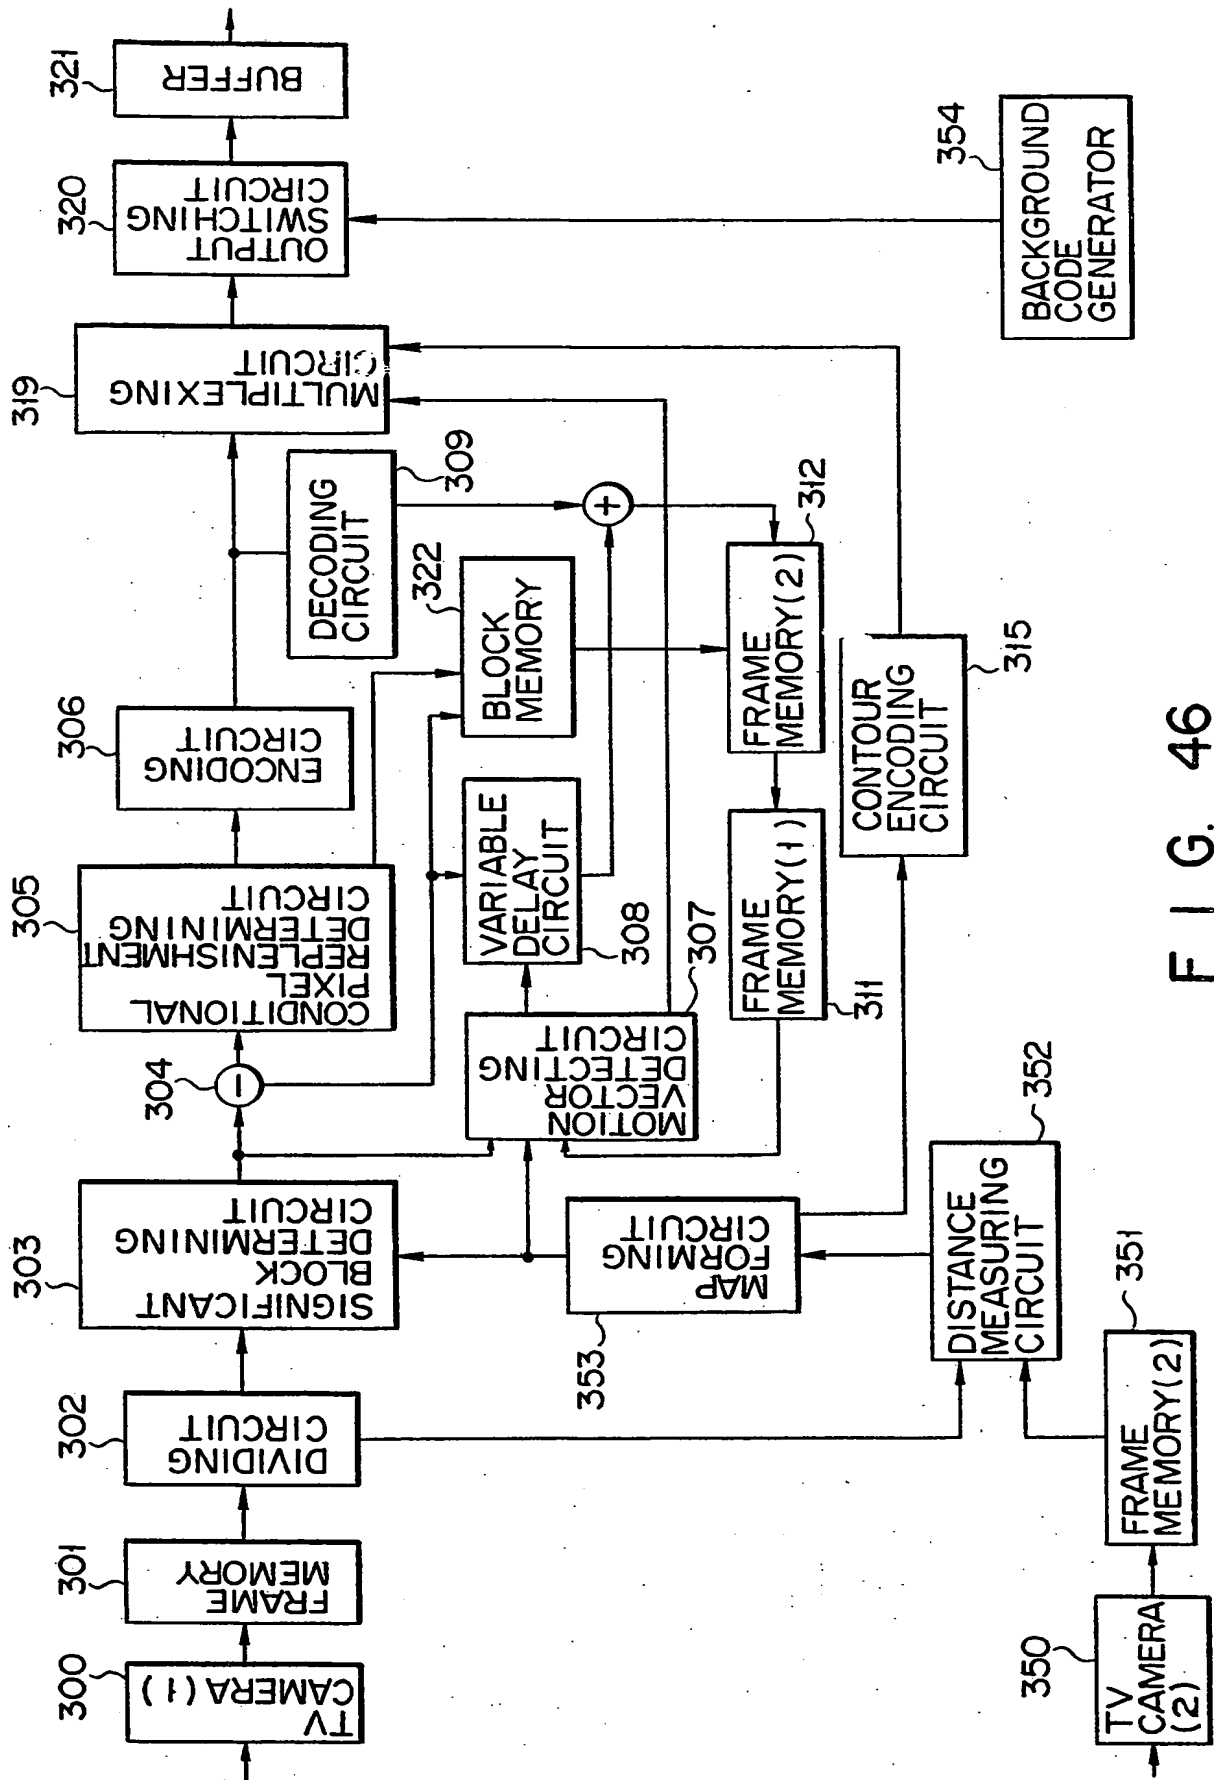 300
TV
CAMERA(1)
301
FRAME
MEMORY
302
DIVIDING
CIRCUIT
303
SIGNIFICANT
BLOCK
DETERMINING
CIRCUIT
304
−
305
CONDITIONAL
PIXEL
REPLENISHMENT
DETERMINING
CIRCUIT
306
ENCODING
CIRCUIT
319
MULTIPLEXING
CIRCUIT
320
OUTPUT
SWITCHING
CIRCUIT
321
BUFFER
DECODING
CIRCUIT
309
+
322
BLOCK
MEMORY
VARIABLE
DELAY
CIRCUIT
308
MOTION
VECTOR
DETECTING
CIRCUIT
307
312
FRAME
MEMORY(2)
FRAME
MEMORY(1)
311
353
MAP
FORMING
CIRCUIT
CONTOUR
ENCODING
CIRCUIT
315
352
DISTANCE
MEASURING
CIRCUIT
354
BACKGROUND
CODE
GENERATOR
350
TV
CAMERA
(2)
351
FRAME
MEMORY(2)
FIG. 46